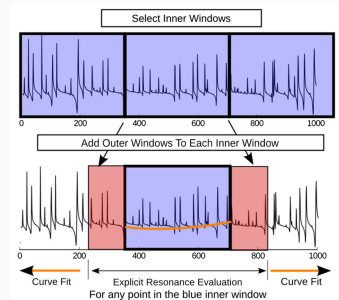 Select Inner Windows
0 200 400 600 800 1000
Add Outer Windows To Each Inner Window
0 200 400 600 800 1000
Curve Fit Explicit Resonance Evaluation Curve Fit
For any point in the blue inner window